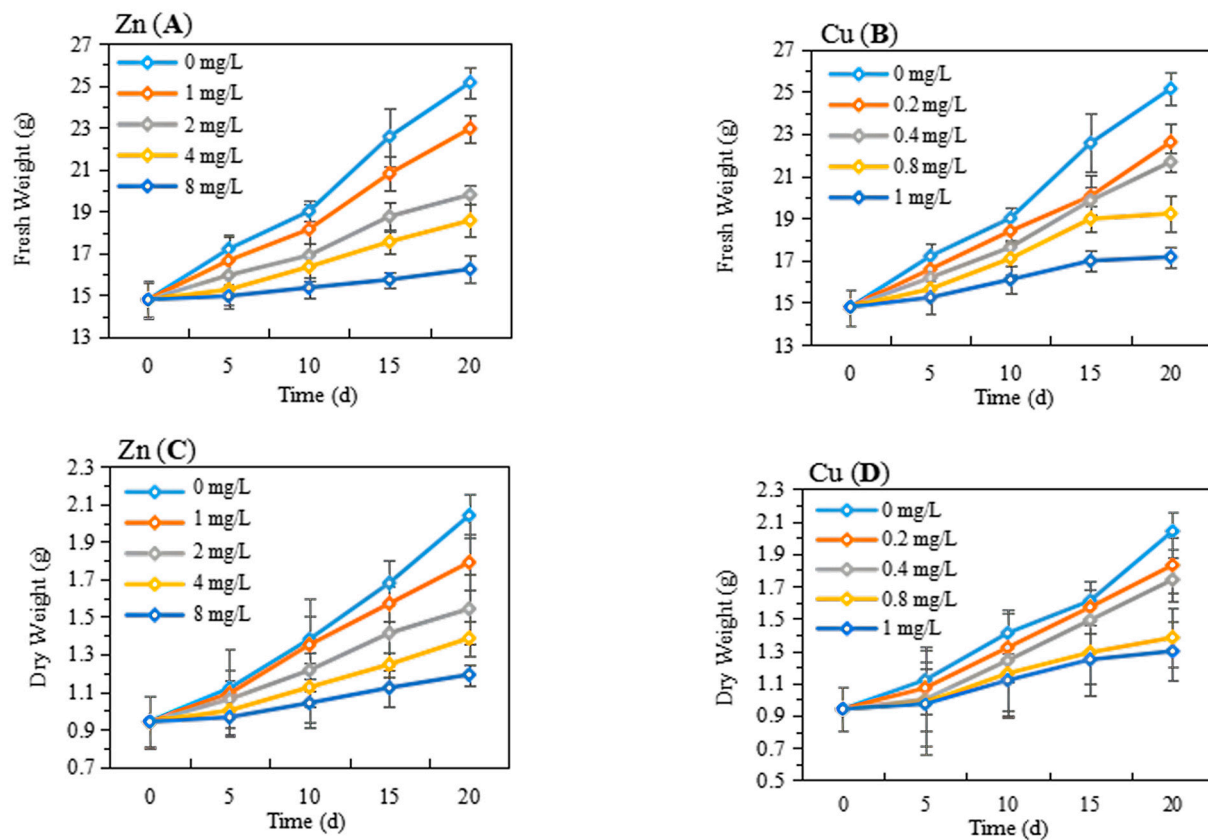 Zn (A)
Fresh Weight (g)
27
25
23
21
19
17
15
13
0 mg/L
1 mg/L
2 mg/L
4 mg/L
8 mg/L
0 5 10 15 20
Time (d)
Cu (B)
Fresh Weight (g)
27
25
23
21
19
17
15
13
0 mg/L
0.2 mg/L
0.4 mg/L
0.8 mg/L
1 mg/L
0 5 10 15 20
Time (d)
Zn (C)
Dry Weight (g)
2.3
2.1
1.9
1.7
1.5
1.3
1.1
0.9
0.7
0 mg/L
1 mg/L
2 mg/L
4 mg/L
8 mg/L
0 5 10 15 20
Time (d)
Cu (D)
Dry Weight (g)
2.3
2.1
1.9
1.7
1.5
1.3
1.1
0.9
0.7
0.5
0 mg/L
0.2 mg/L
0.4 mg/L
0.8 mg/L
1 mg/L
0 5 10 15 20
Time (d)